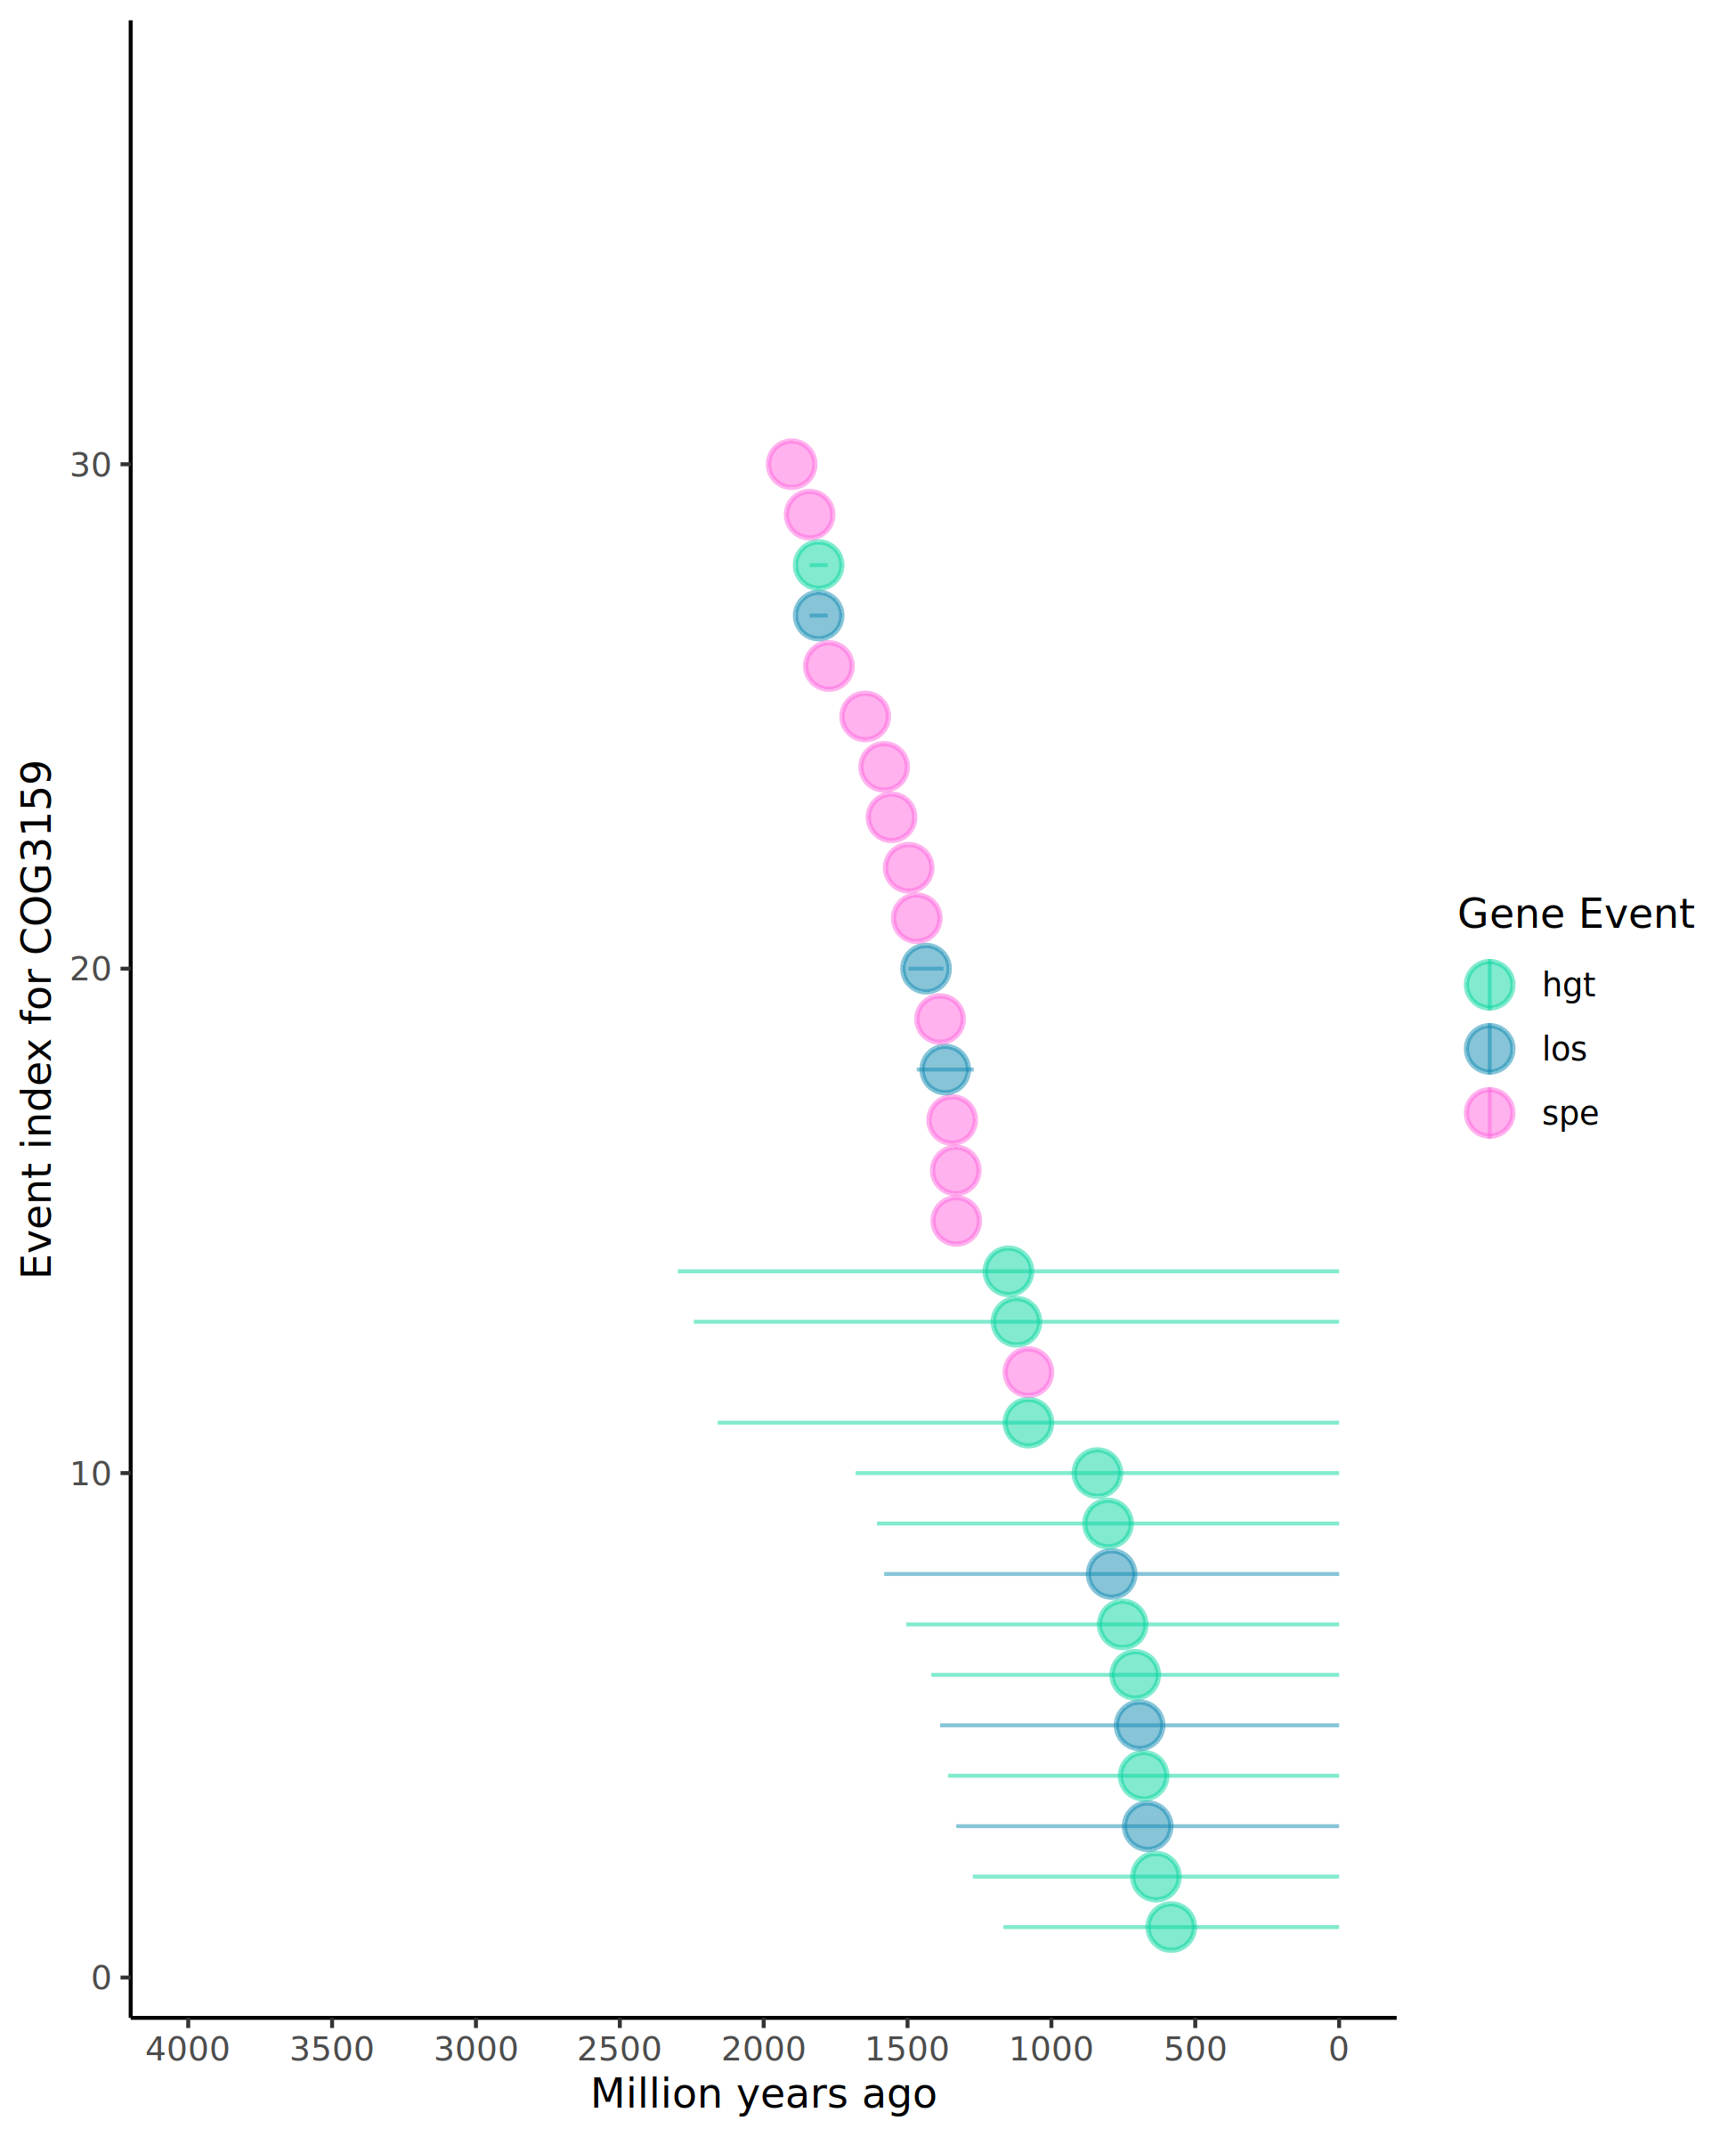 Event index for COG3159
30
20
10
0
4000 3500 3000 2500 2000 1500 1000 500 0
Million years ago
Gene Event
hgt
los
spe